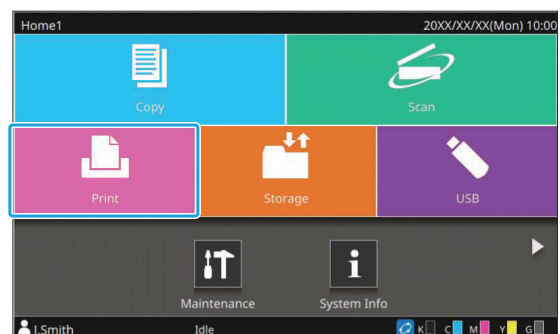 Home1 20XX/XX/XX(Mon) 10:00
Copy Scan
Print Storage USB
Maintenance System Info
J.Smith Idle K C M Y G